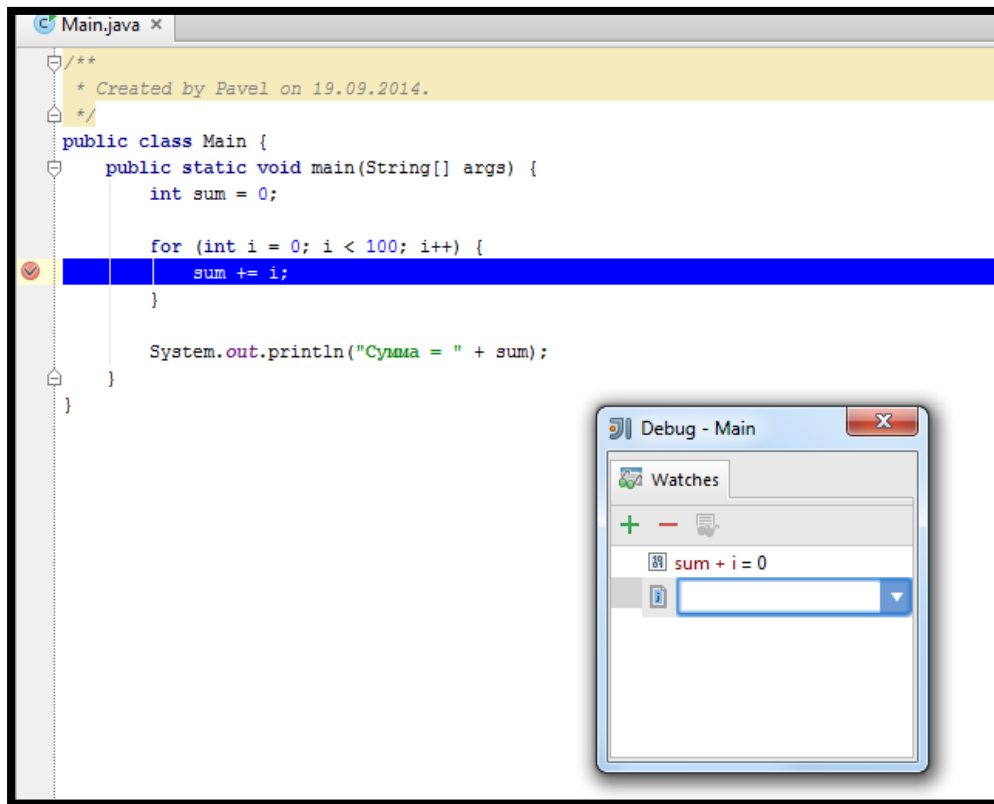 Main.java
/**
* Created by Pavel on 19.09.2014.
*/
public class Main {
public static void main(String[] args) {
int sum = 0;
for (int i = 0; i < 100; i++) {
sum += i;
}
System.out.println("Сумма = " + sum);
}
}
Debug - Main
Watches
sum + i = 0